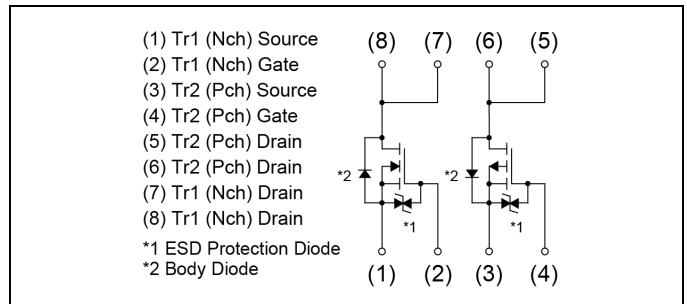 (1) Tr1 (Nch) Source
(2) Tr1 (Nch) Gate
(3) Tr2 (Pch) Source
(4) Tr2 (Pch) Gate
(5) Tr2 (Pch) Drain
(6) Tr2 (Pch) Drain
(7) Tr1 (Nch) Drain
(8) Tr1 (Nch) Drain
*1 ESD Protection Diode
*2 Body Diode
(8) (7) (6) (5)
*2 *2
*1 *1
(1) (2) (3) (4)